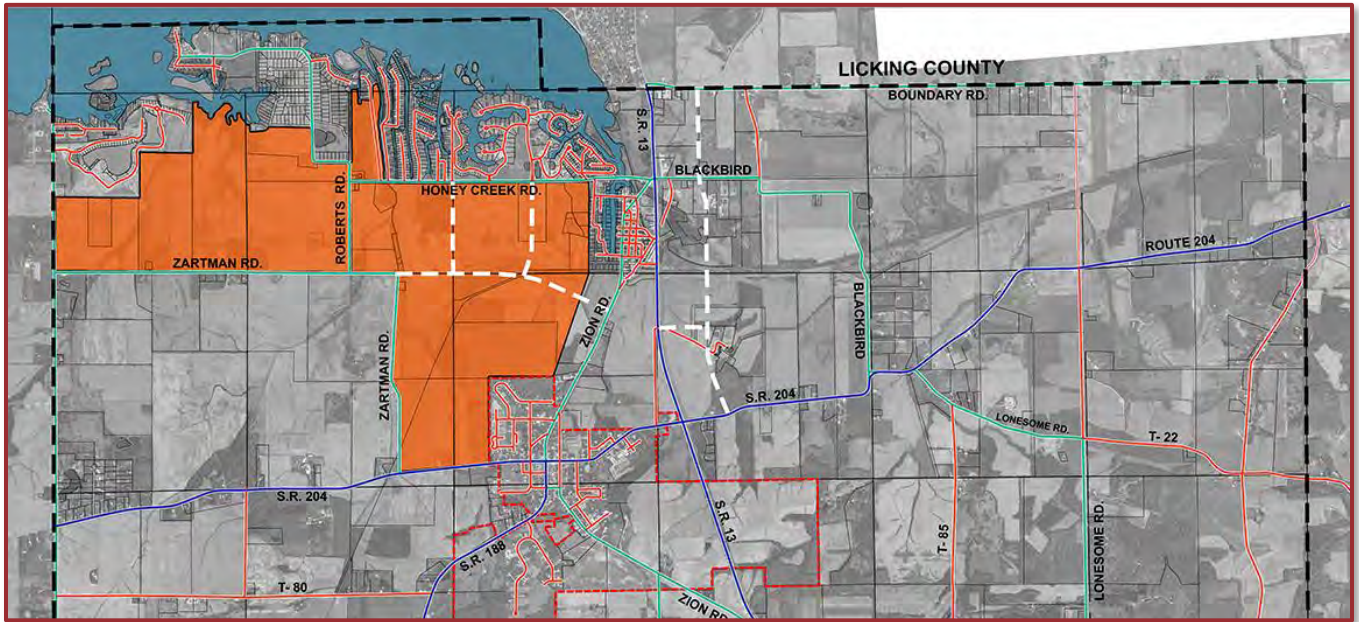 LICKING COUNTY
BOUNDARY RD.
S.R. 13
BLACKBIRD
HONEY CREEK RD.
ROBERTS RD.
ROUTE 204
ZARTMAN RD.
ZION RD.
BLACKBIRD
ZARTMAN RD.
S.R. 204
LONESOME RD.
T- 22
S.R. 204
S.R. 13
T- 85
LONESOME RD.
S.R. 188
T- 80
ZION RD.